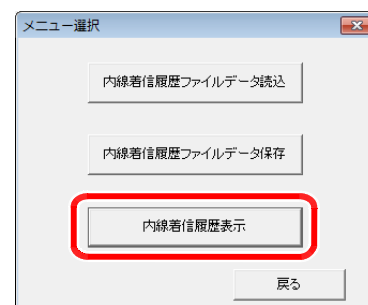 メニュー選択
内線着信履歴ファイルデータ読込
内線着信履歴ファイルデータ保存
内線着信履歴表示
戻る